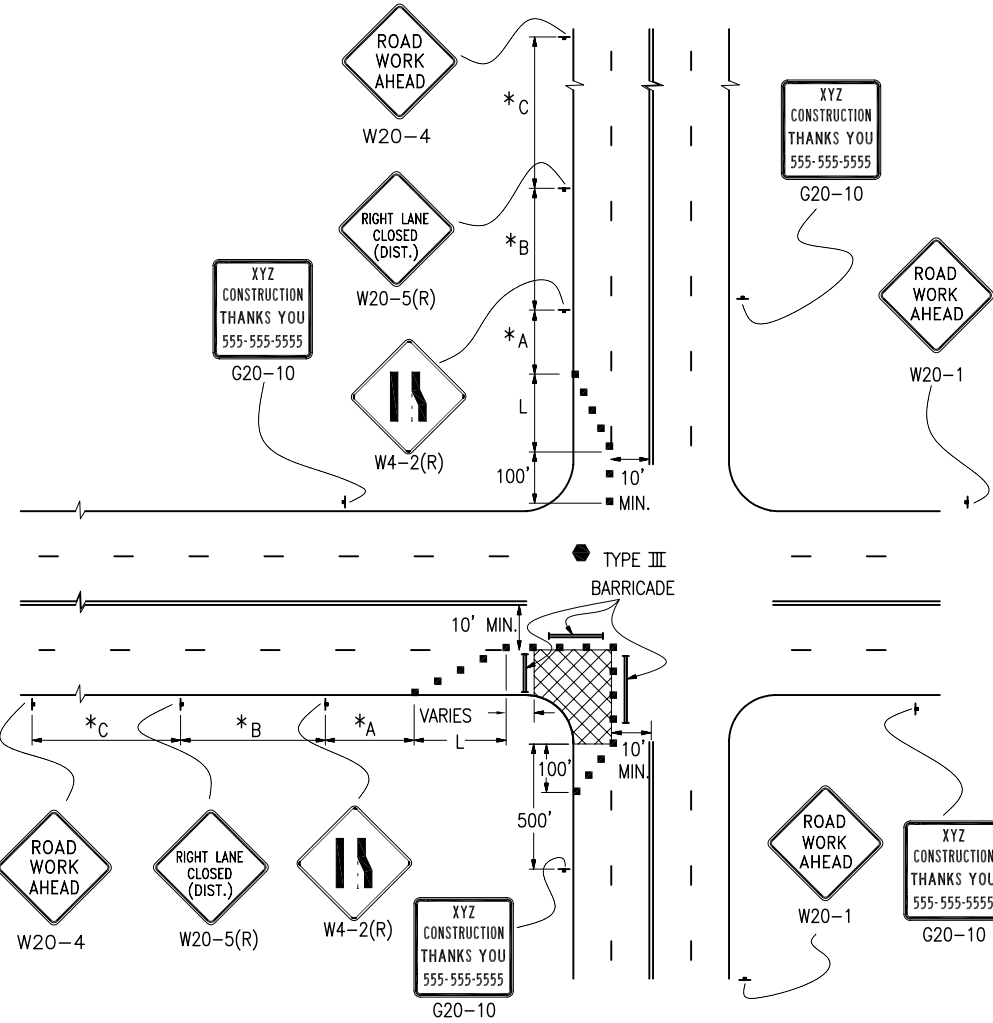 ROAD
WORK
AHEAD
W20-4
*C
XYZ
CONSTRUCTION
THANKS YOU
555-555-5555
G20-10
RIGHT LANE
CLOSED
(DIST.)
W20-5(R)
*B
XYZ
CONSTRUCTION
THANKS YOU
555-555-5555
G20-10
ROAD
WORK
AHEAD
W20-1
*A
W4-2(R)
L
100'
10'
MIN.
TYPE III
BARRICADE
10' MIN.
*C
*B
*A
VARIES
L
10'
MIN.
100'
500'
ROAD
WORK
AHEAD
W20-4
RIGHT LANE
CLOSED
(DIST.)
W20-5(R)
W4-2(R)
XYZ
CONSTRUCTION
THANKS YOU
555-555-5555
G20-10
ROAD
WORK
AHEAD
W20-1
XYZ
CONSTRUCTION
THANKS YOU
555-555-5555
G20-10